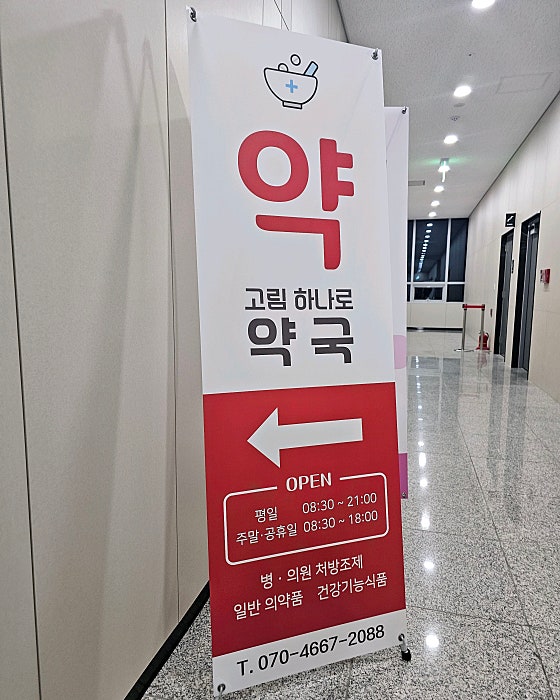 약
고림 하나로
약국
OPEN
평일 08:30 ~ 21:00
주말·공휴일 08:30 ~ 18:00
병·의원 처방조제
일반 의약품 건강기능식품
T. 070-4667-2088